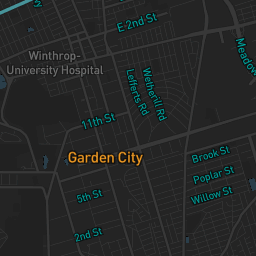 E 2nd St
Winthrop-
University Hospital
Lefferts Rd
Wetherill Rd
11th St
Garden City
Brook St
Poplar St
Willow St
5th St
2nd St